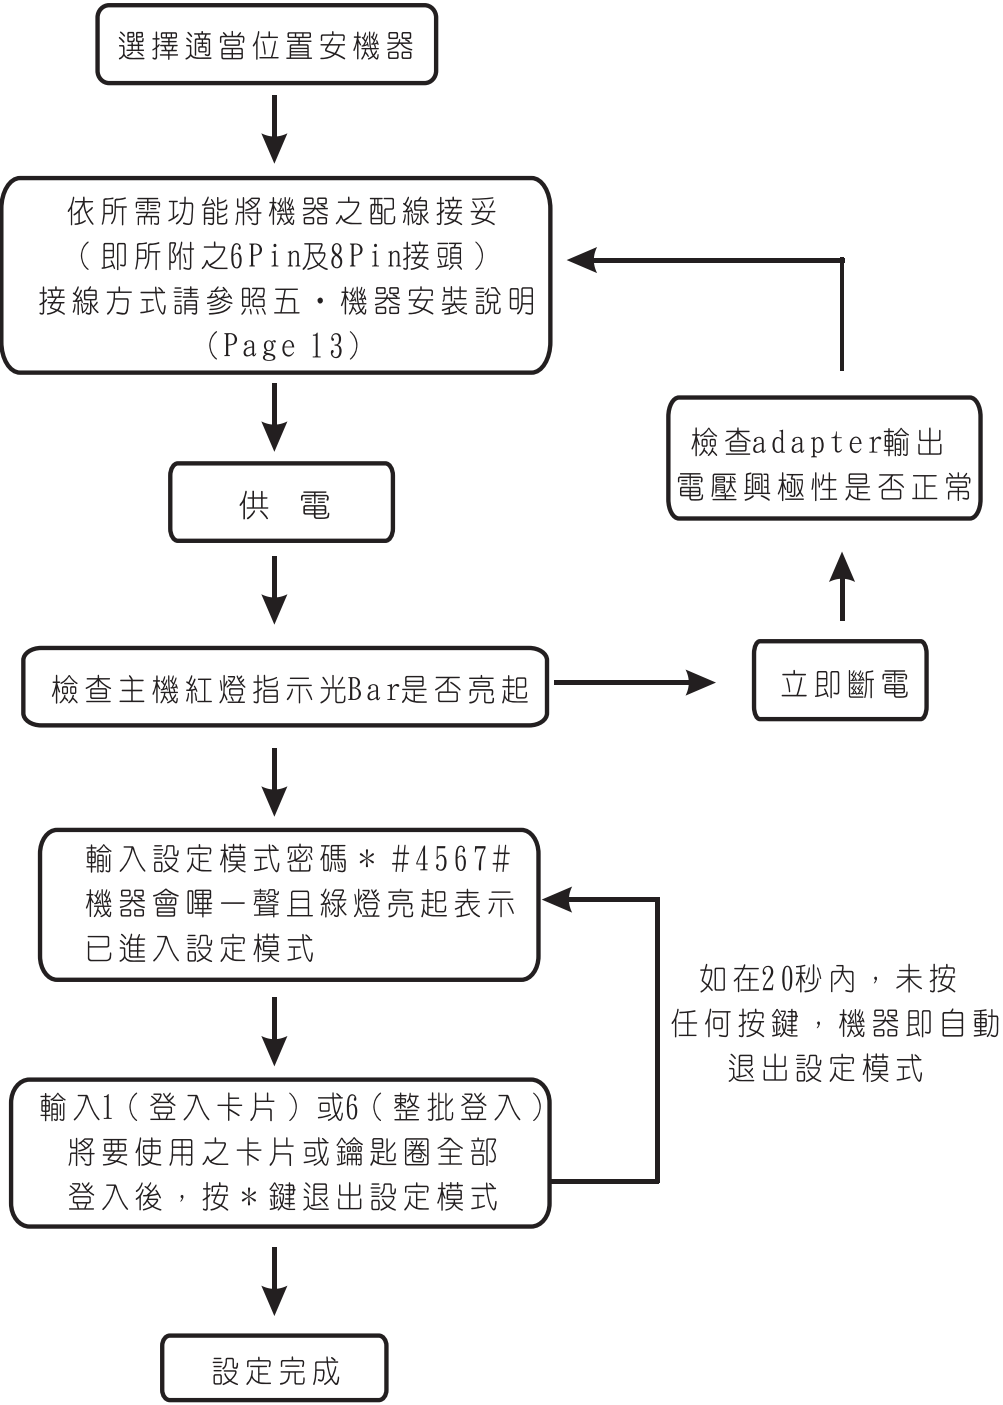 選擇適當位置安機器
依所需功能將機器之配線接妥
（即所附之6Pin及8Pin接頭）
接線方式請參照五・機器安裝說明
(Page 13)
供 電
檢查主機紅燈指示光Bar是否亮起
立即斷電
檢查adapter輸出
電壓與極性是否正常
輸入設定模式密碼＊#4567#
機器會嗶一聲且綠燈亮起表示
已進入設定模式
如在20秒內，未按
任何按鍵，機器即自動
退出設定模式
輸入1（登入卡片）或6（整批登入）
將要使用之卡片或鑰匙圈全部
登入後，按＊鍵退出設定模式
設定完成